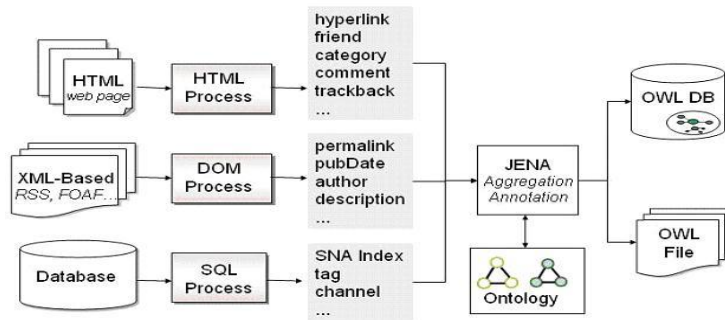 HTML
web page
HTML
Process
hyperlink
friend
category
comment
trackback
...
XML-Based
RSS, FOAF...
DOM
Process
permalink
pubDate
author
description
...
Database
SQL
Process
SNA Index
tag
channel
...
JENA
Aggregation
Annotation
Ontology
OWL DB
OWL
File